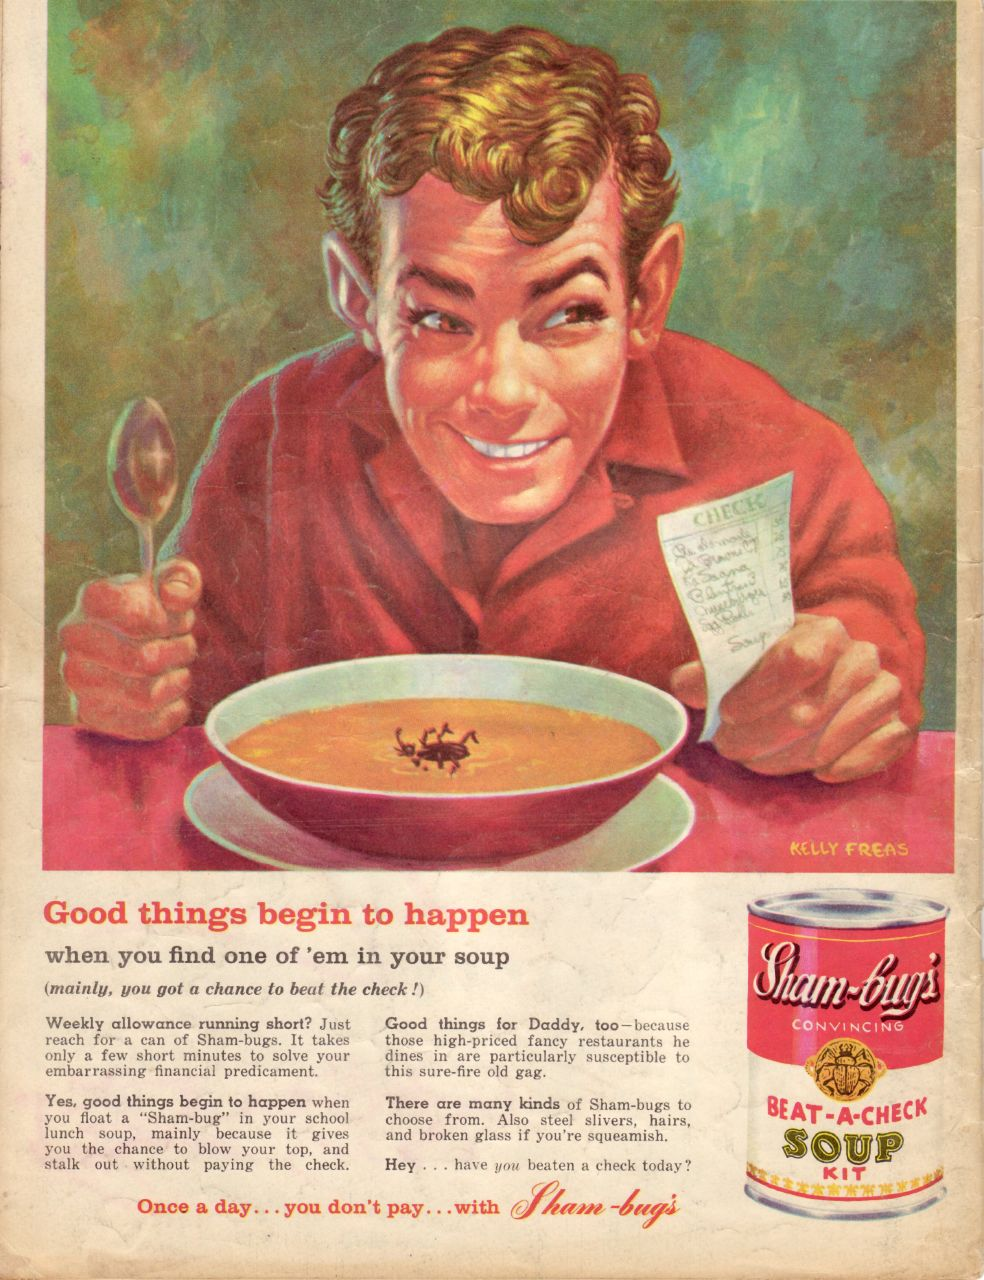 CHECK
Soup
KELLY FREAS
Good things begin to happen
when you find one of 'em in your soup
(mainly, you got a chance to beat the check!)
Weekly allowance running short? Just
reach for a can of Sham-bugs. It takes
only a few short minutes to solve your
embarrassing financial predicament.
Yes, good things begin to happen when
you float a “Sham-bug” in your school
lunch soup, mainly because it gives
you the chance to blow your top, and
stalk out without paying the check.
Good things for Daddy, too—because
those high-priced fancy restaurants he
dines in are particularly susceptible to
this sure-fire old gag.
There are many kinds of Sham-bugs to
choose from. Also steel slivers, hairs,
and broken glass if you're squeamish.
Hey . . . have you beaten a check today?
Once a day...you don't pay...with Sham-bug's
Sham-bug's
CONVINCING
BEAT-A-CHECK
SOUP
KIT